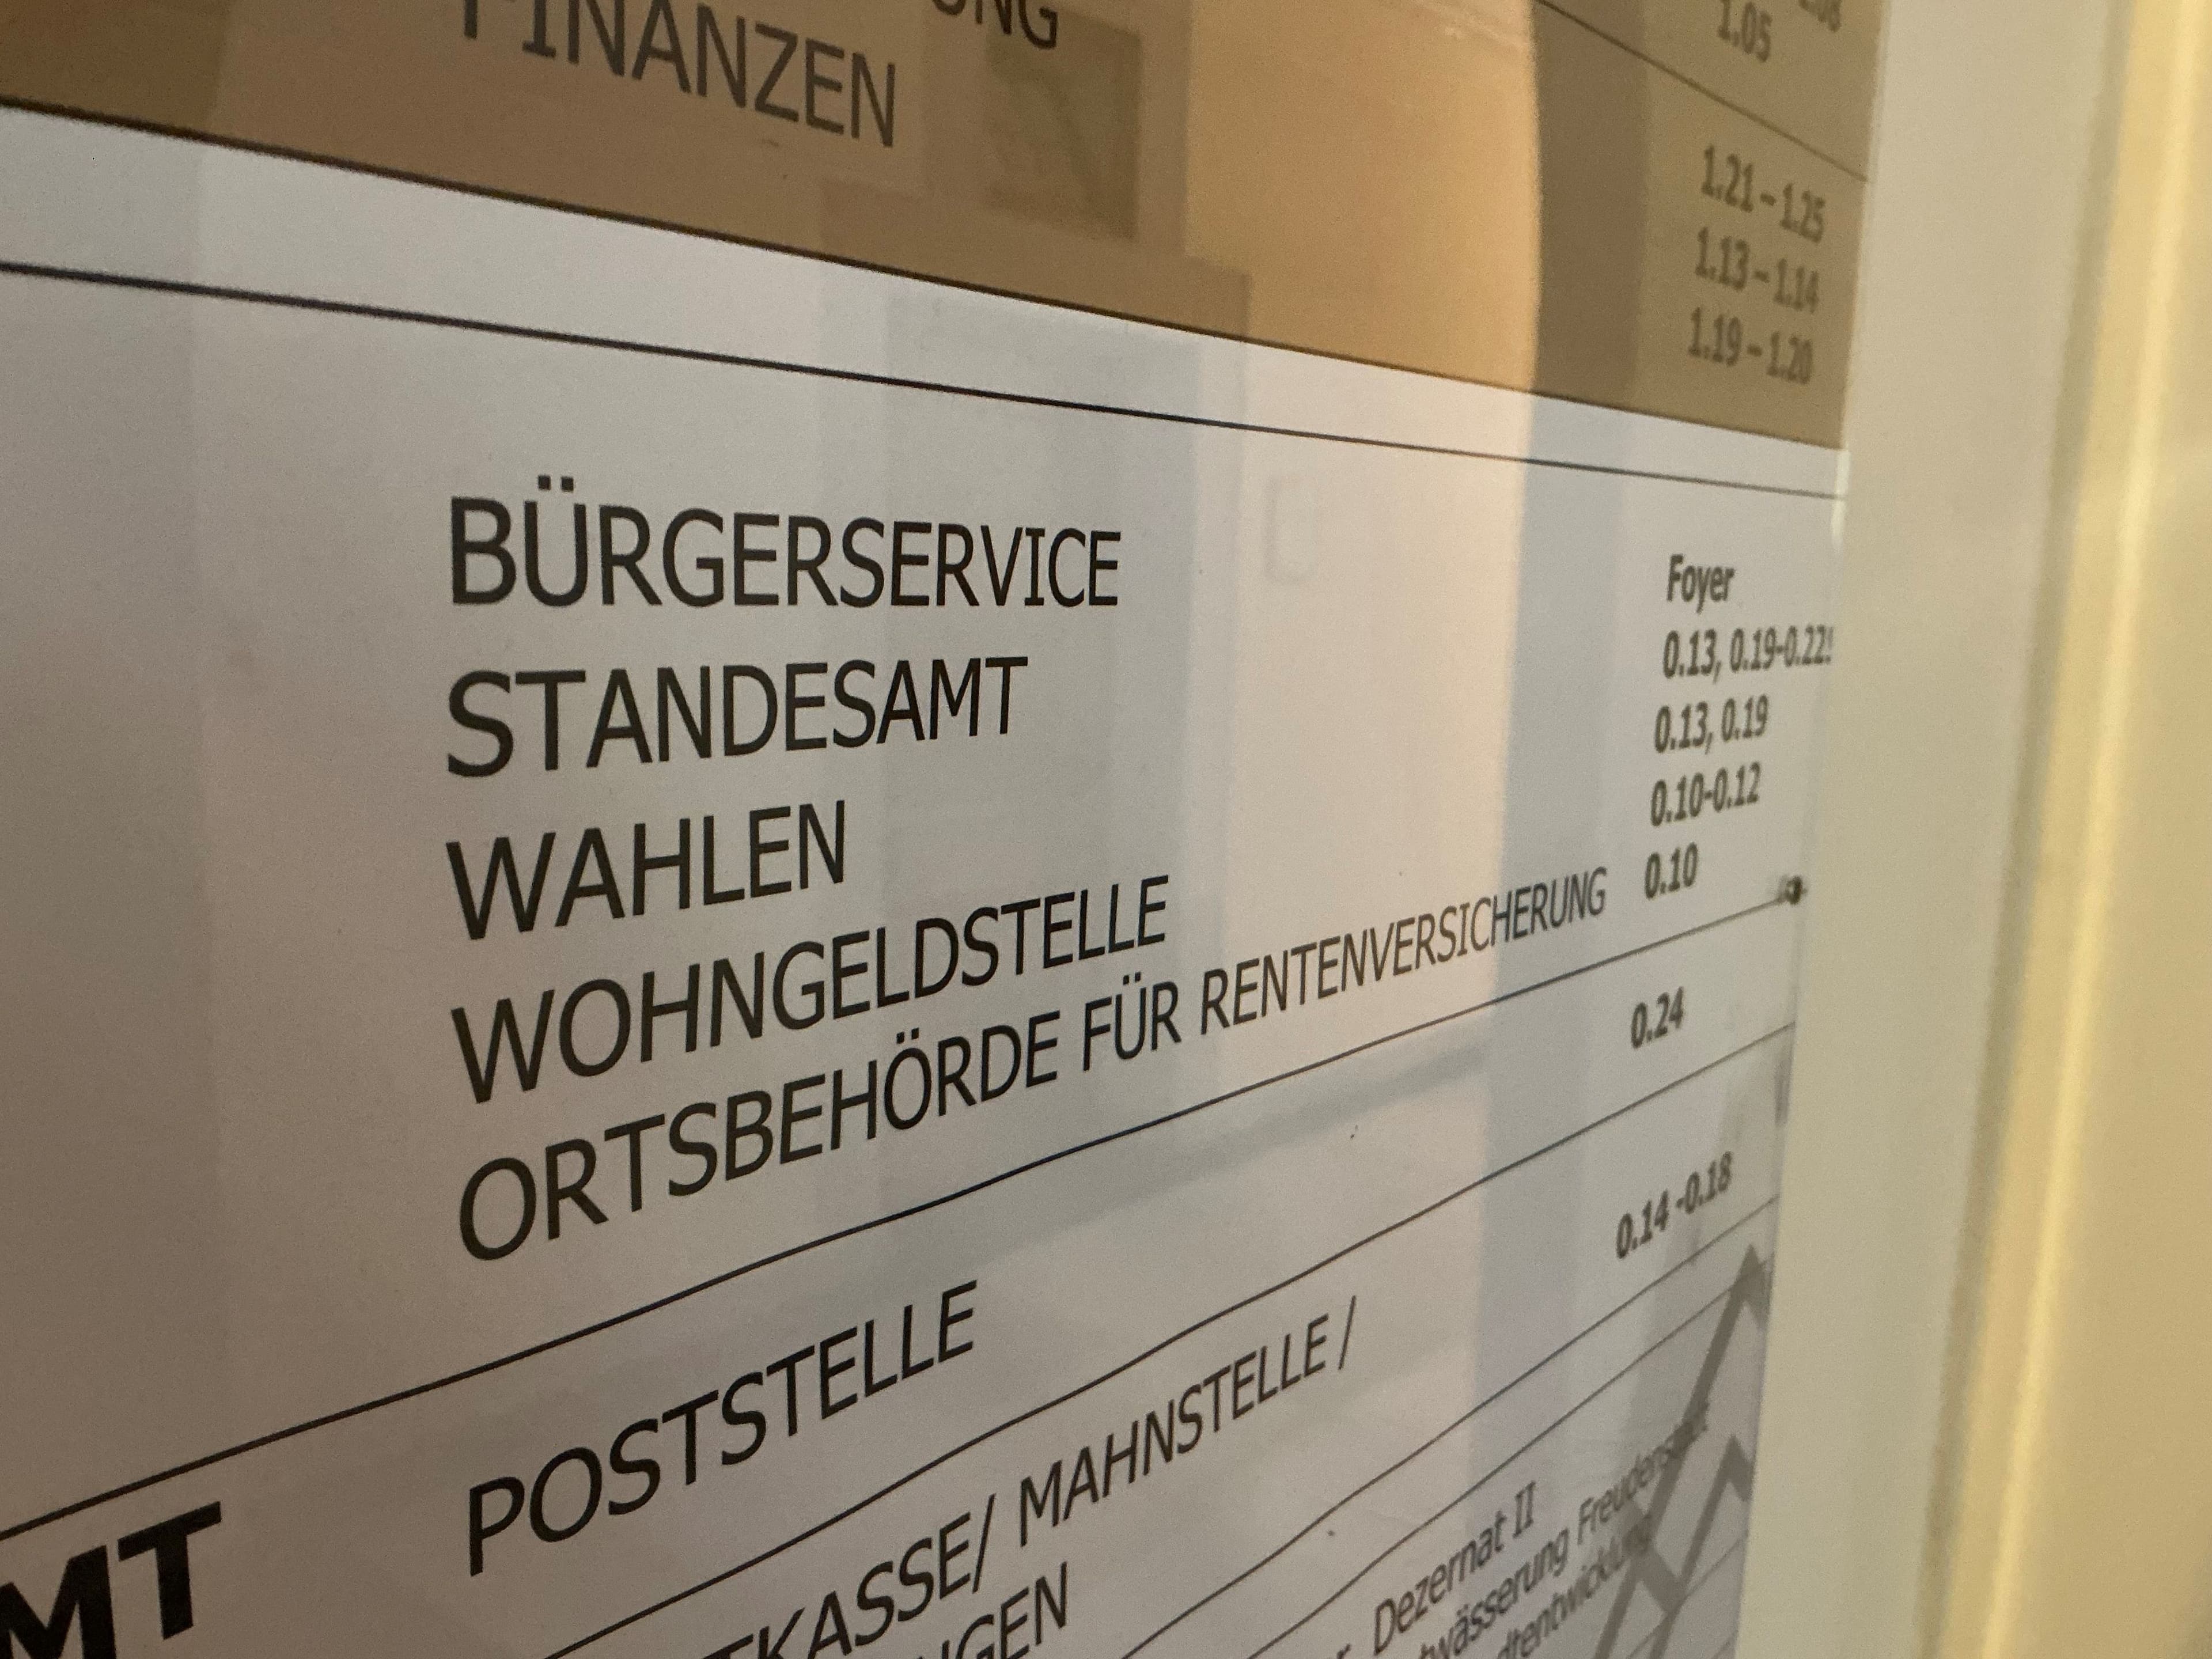 FINANZEN
1.05
1.21 – 1.25
1.13 – 1.14
1.19 – 1.20
BÜRGERSERVICE Foyer
STANDESAMT 0.13, 0.19-0.22!
WAHLEN 0.13, 0.19
WOHNGELDSTELLE 0.10-0.12
ORTSBEHÖRDE FÜR RENTENVERSICHERUNG 0.10
POSTSTELLE 0.24
MAHNSTELLE / 0.14 -0.18
Dezernat II
Freudenstadt